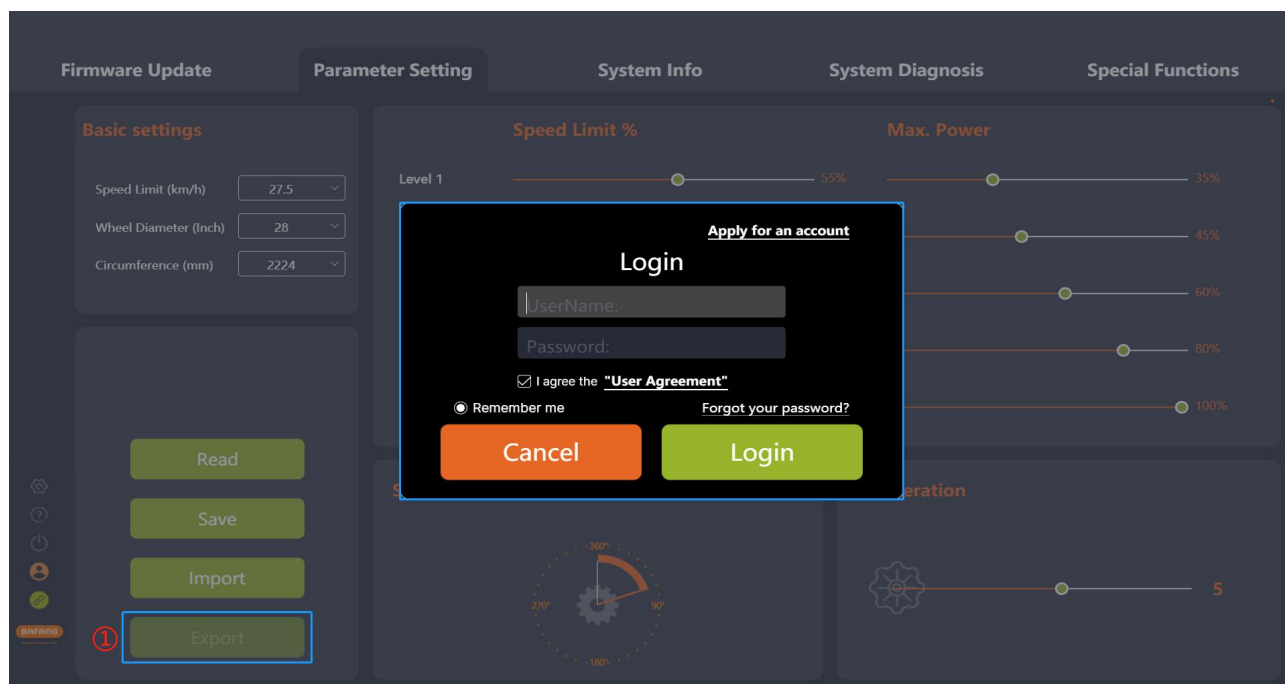 Firmware Update
Parameter Setting
System Info
System Diagnosis
Special Functions
Basic settings
Speed Limit (km/h)
27.5
Wheel Diameter (Inch)
28
Circumference (mm)
2224
Speed Limit %
Max. Power
Level 1
55%
35%
45%
60%
80%
100%
Apply for an account
Login
UserName:
Password:
I agree the "User Agreement"
Remember me
Forgot your password?
Cancel
Login
Read
Save
Import
①
Export
BAFANG
S
eration
360°
90°
180°
270°
5